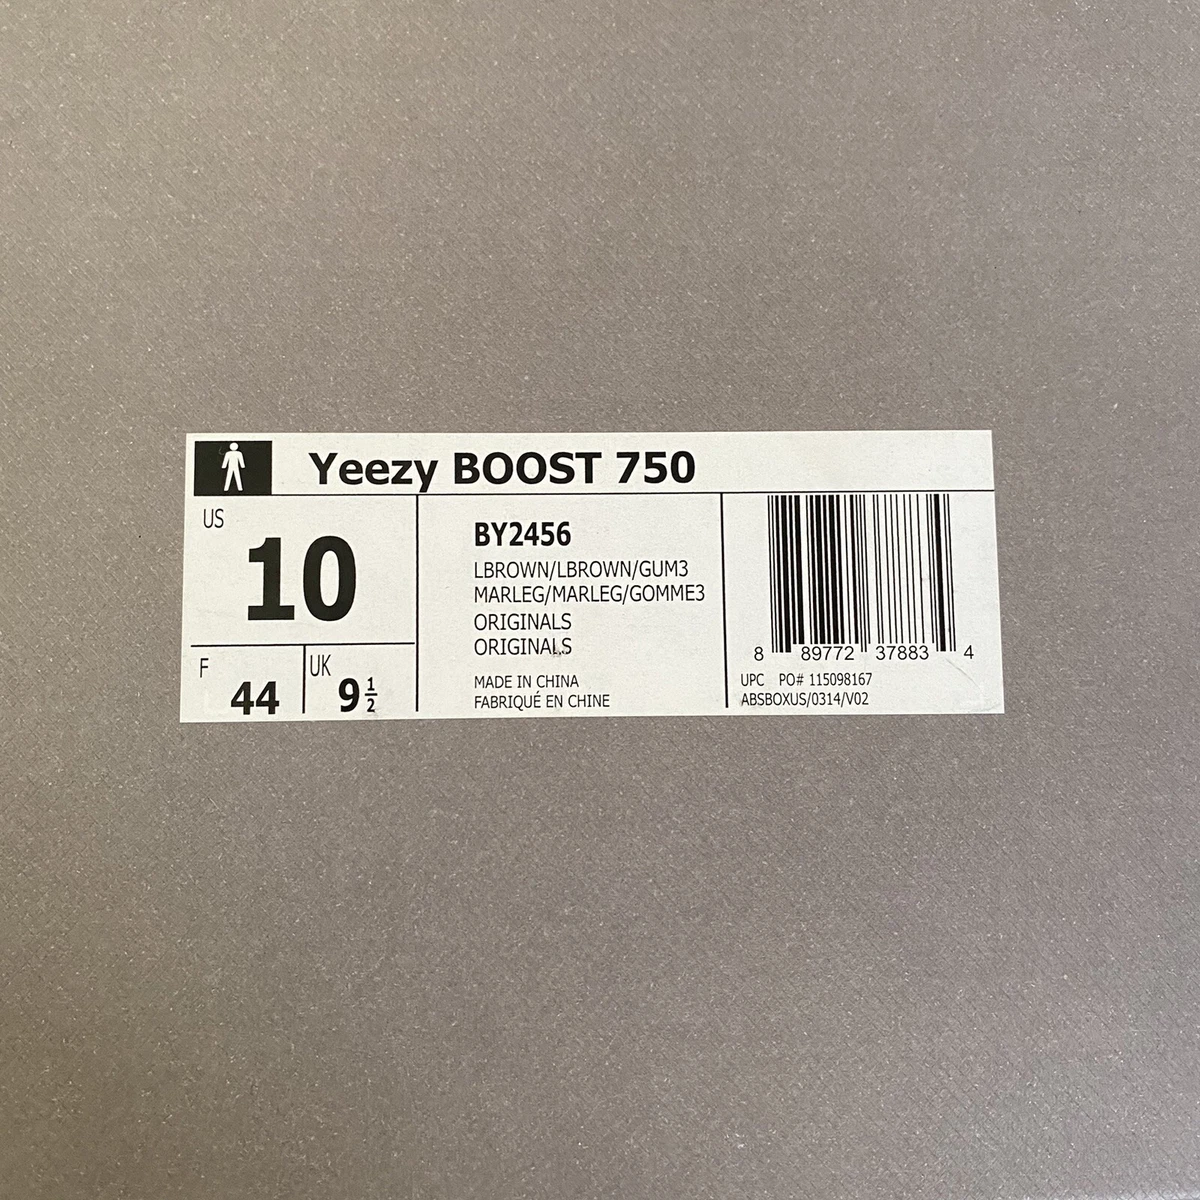 Yeezy BOOST 750
US
10
F
44
UK
9 1/2
BY2456
LBROWN/LBROWN/GUM3
MARLEG/MARLEG/GOMME3
ORIGINALS
ORIGINALS
MADE IN CHINA
FABRIQUÉ EN CHINE
8 89772 37883 4
UPC PO# 115098167
ABSBOXUS/0314/V02